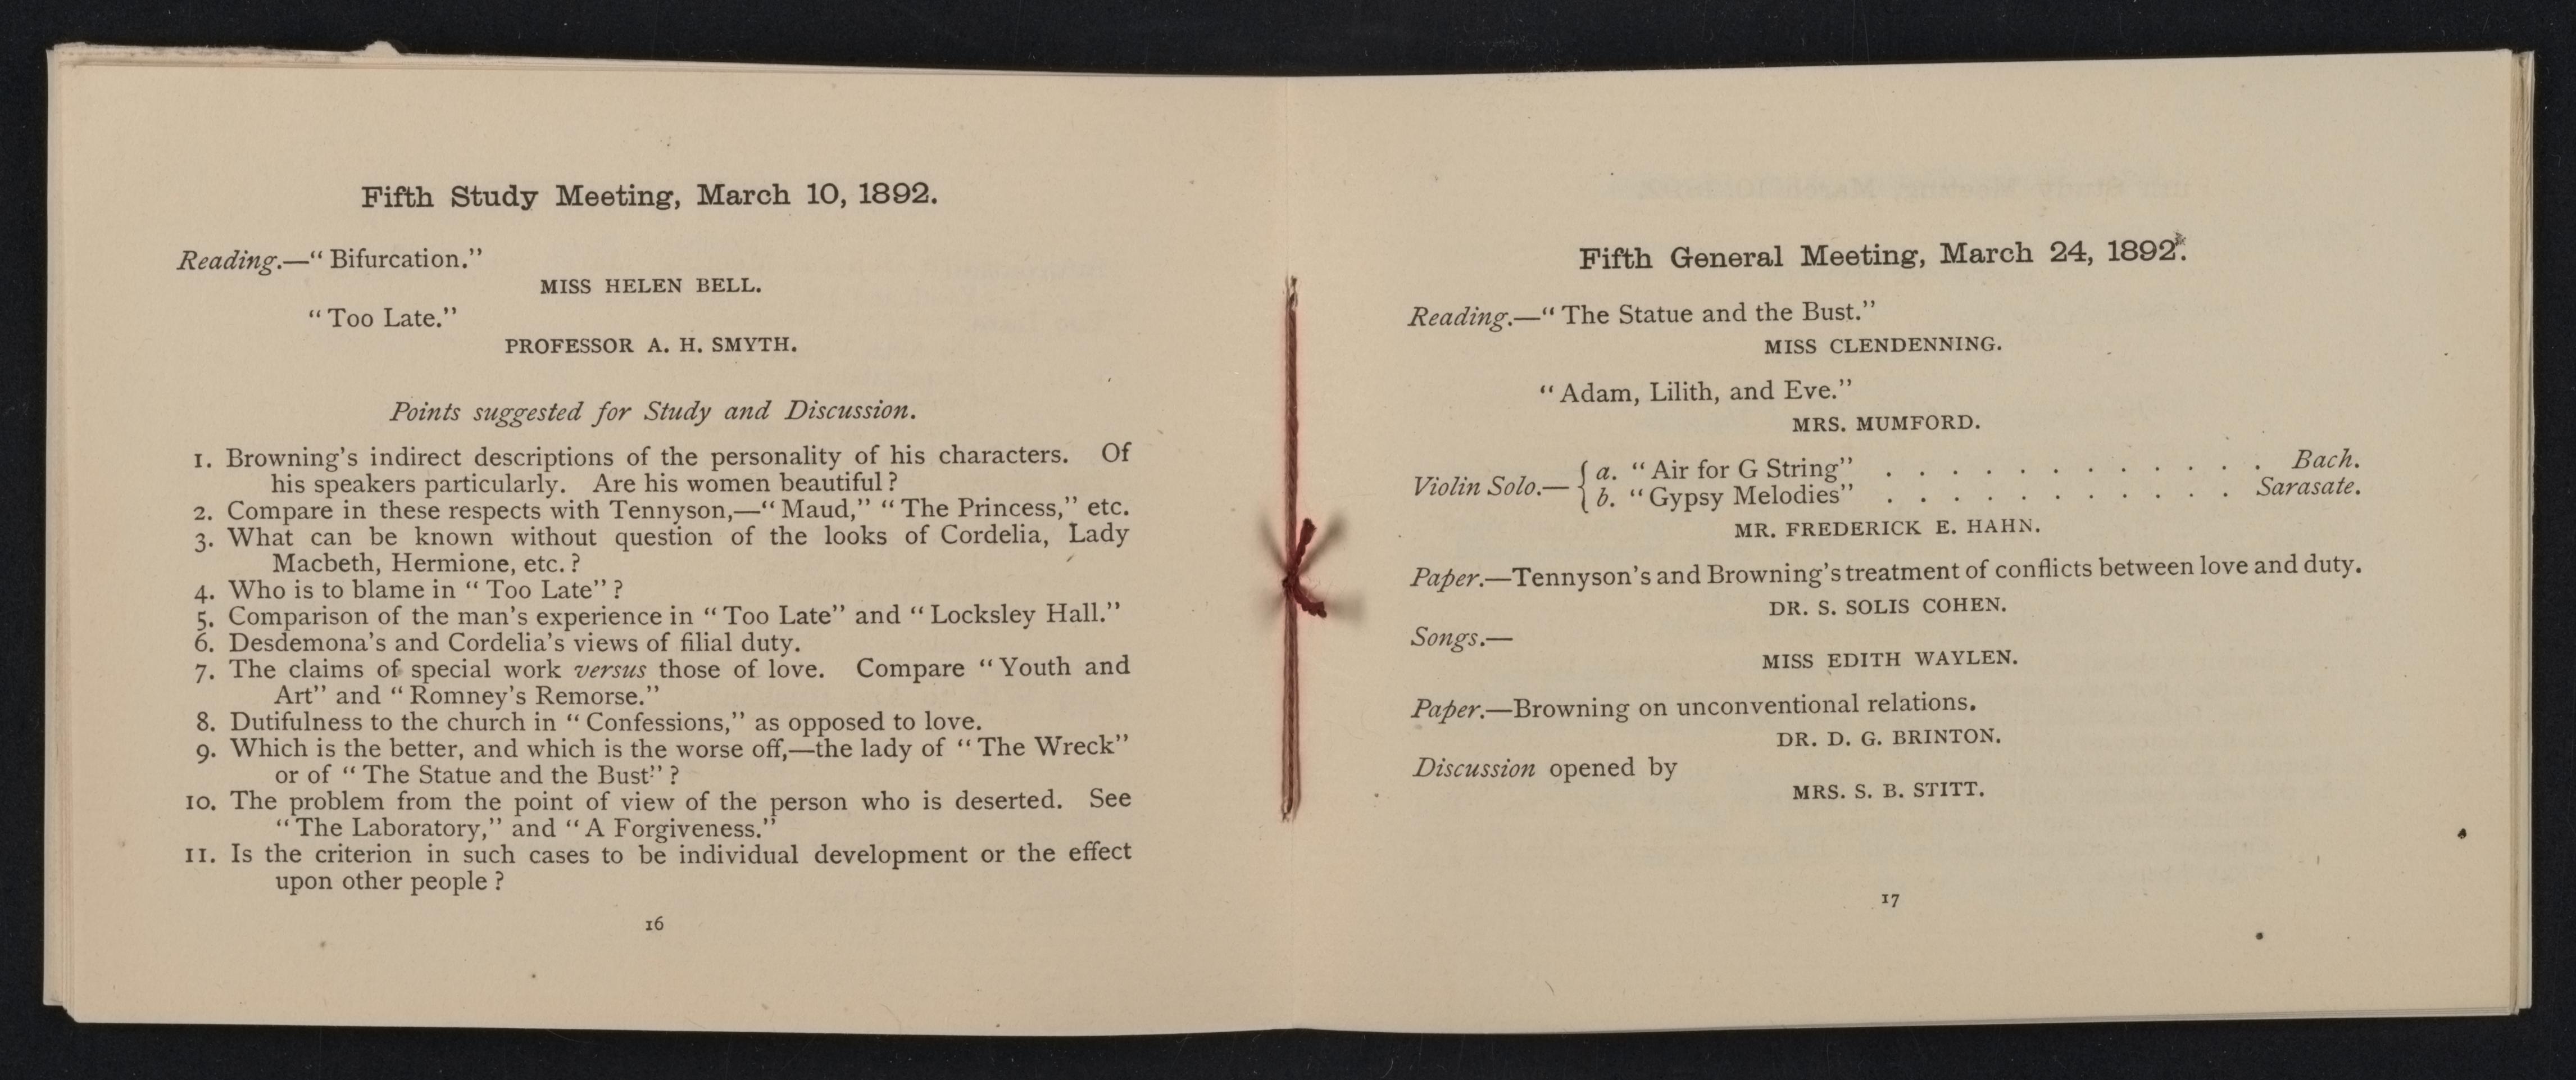 Fifth Study Meeting, March 10, 1892.
Reading.—“Bifurcation.”
MISS HELEN BELL.
“Too Late.”
PROFESSOR A. H. SMYTH.
Points suggested for Study and Discussion.
1. Browning’s indirect descriptions of the personality of his characters. Of
his speakers particularly. Are his women beautiful?
2. Compare in these respects with Tennyson,—“Maud,” “The Princess,” etc.
3. What can be known without question of the looks of Cordelia, Lady
Macbeth, Hermione, etc.?
4. Who is to blame in “Too Late”?
5. Comparison of the man’s experience in “Too Late” and “Locksley Hall.”
6. Desdemona’s and Cordelia’s views of filial duty.
7. The claims of special work versus those of love. Compare “Youth and
Art” and “Romney’s Remorse.”
8. Dutifulness to the church in “Confessions,” as opposed to love.
9. Which is the better, and which is the worse off,—the lady of “The Wreck”
or of “The Statue and the Bust”?
10. The problem from the point of view of the person who is deserted. See
“The Laboratory,” and “A Forgiveness.”
11. Is the criterion in such cases to be individual development or the effect
upon other people?
16
Fifth General Meeting, March 24, 1892.
Reading.—“The Statue and the Bust.”
MISS CLENDENNING.
“Adam, Lilith, and Eve.”
MRS. MUMFORD.
Violin Solo.— { a. “Air for G String” . . . . . . . . . . . . Bach.
b. “Gypsy Melodies” . . . . . . . . . . . Sarasate.
MR. FREDERICK E. HAHN.
Paper.—Tennyson’s and Browning’s treatment of conflicts between love and duty.
DR. S. SOLIS COHEN.
Songs.—
MISS EDITH WAYLEN.
Paper.—Browning on unconventional relations.
DR. D. G. BRINTON.
Discussion opened by
MRS. S. B. STITT.
17